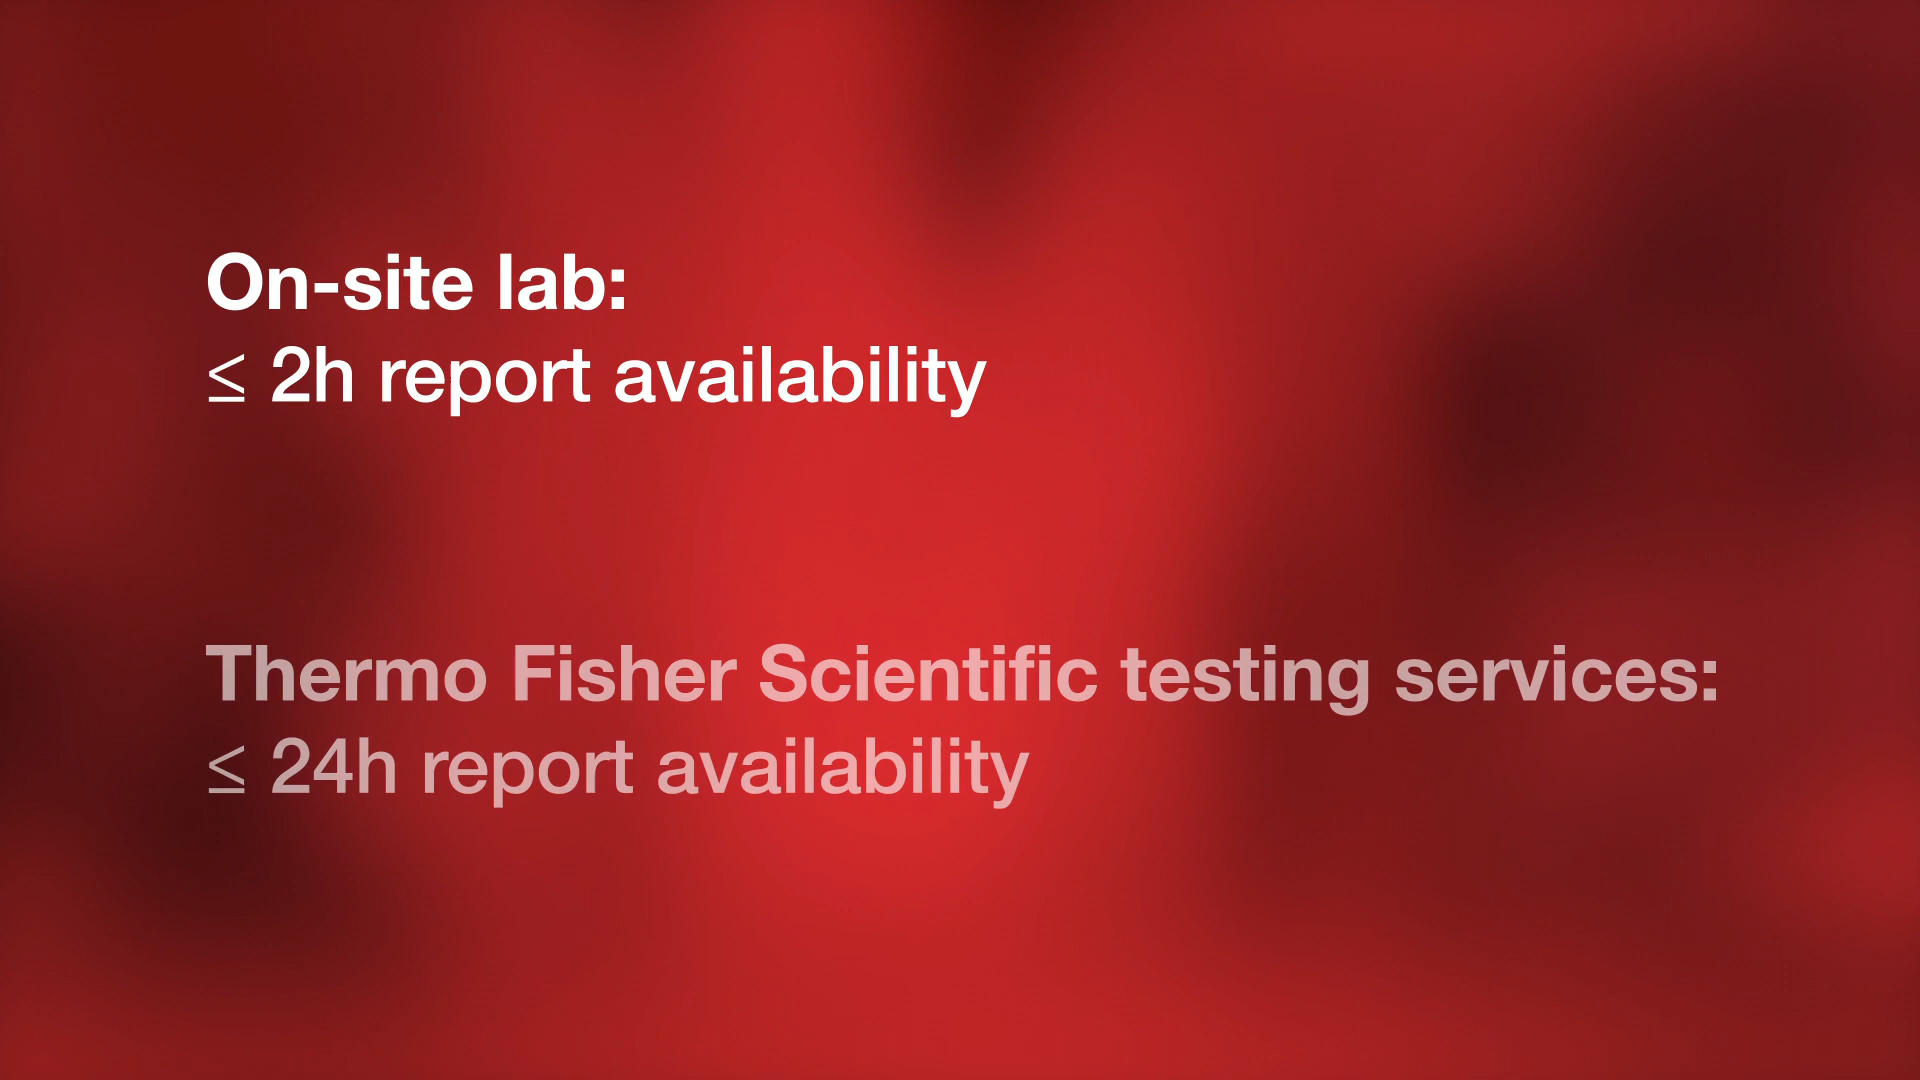 On-site lab:
≤ 2h report availability
Thermo Fisher Scientific testing services:
≤ 24h report availability